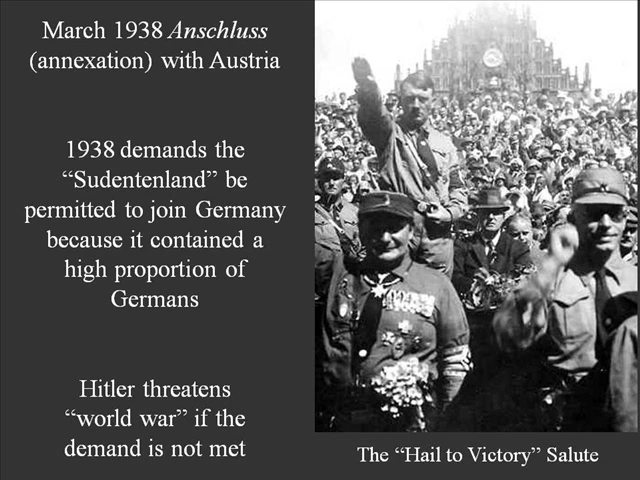 March 1938 Anschluss
(annexation) with Austria
1938 demands the
“Sudentenland” be
permitted to join Germany
because it contained a
high proportion of
Germans
Hitler threatens
“world war” if the
demand is not met
The “Hail to Victory” Salute